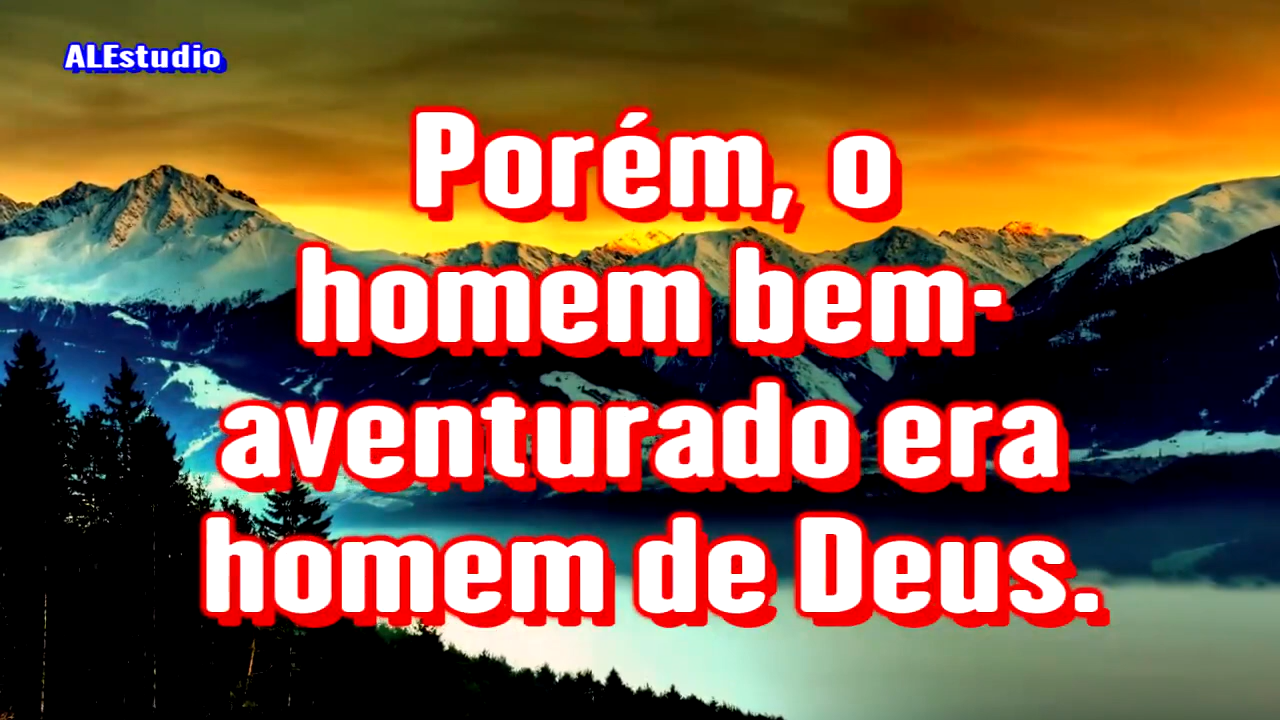 ALEstudio
Porém, o
homem bem-
aventurado era
homem de Deus.